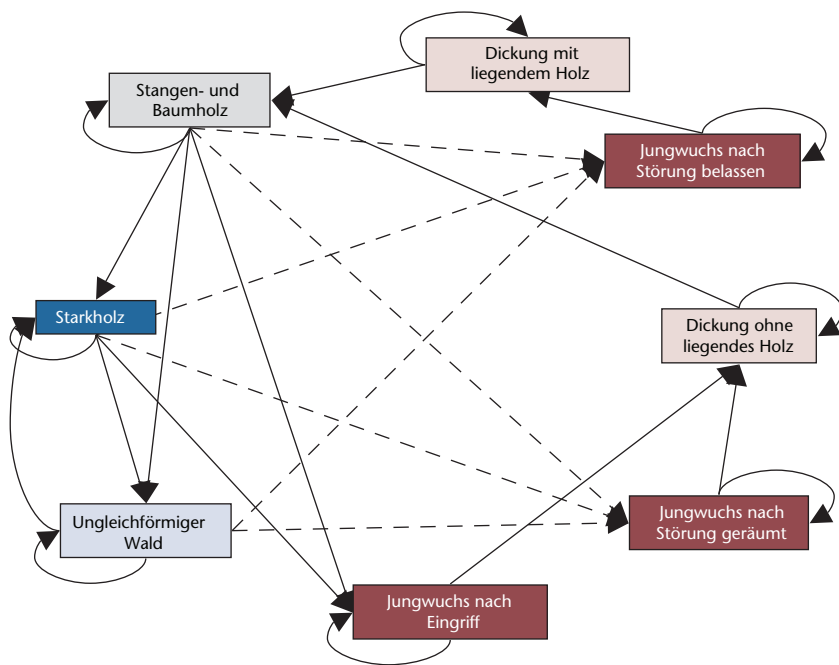 Dickung mit
liegendem Holz
Stangen- und
Baumholz
Jungwuchs nach
Störung belassen
Starkholz
Dickung ohne
liegendes Holz
Ungleichförmiger
Wald
Jungwuchs nach
Störung geräumt
Jungwuchs nach
Eingriff